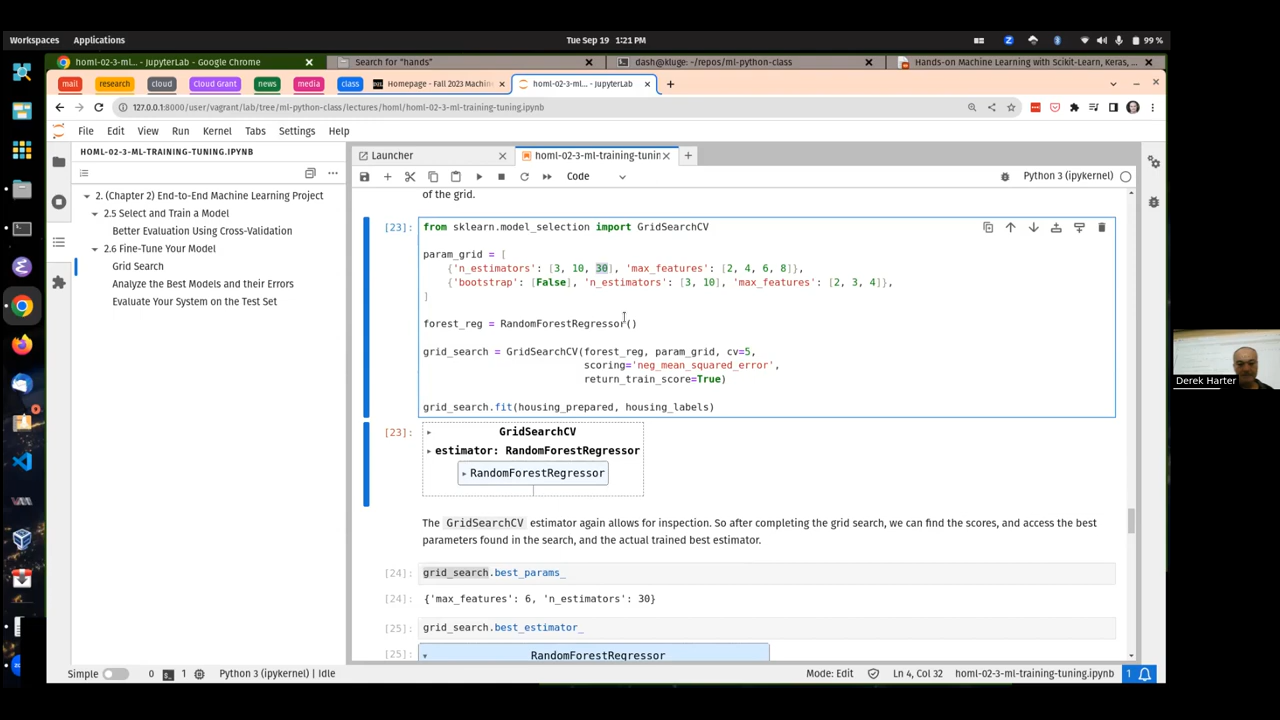 Workspaces Applications Tue Sep 19 1:21 PM 99 %
homl-02-3-ml... - JupyterLab - Google Chrome Search for "hands" dash@kluge: ~/repos/ml-python-class Hands-on Machine Learning with Scikit-Learn, Keras, ...
mail research cloud Cloud Grant news media class Homepage - Fall 2023 Machin homl-02-3-ml... - JupyterLab
127.0.0.1:8000/user/vagrant/lab/tree/ml-python-class/lectures/homl/homl-02-3-ml-training-tuning.ipynb
File Edit View Run Kernel Tabs Settings Help
HOML-02-3-ML-TRAINING-TUNING.IPYNB
Launcher homl-02-3-ml-training-tunin
Code Python 3 (ipykernel)
2. (Chapter 2) End-to-End Machine Learning Project
2.5 Select and Train a Model
Better Evaluation Using Cross-Validation
2.6 Fine-Tune Your Model
Grid Search
Analyze the Best Models and their Errors
Evaluate Your System on the Test Set
of the grid.
[23]: from sklearn.model_selection import GridSearchCV
param_grid = [
{'n_estimators': [3, 10, 30], 'max_features': [2, 4, 6, 8]},
{'bootstrap': [False], 'n_estimators': [3, 10], 'max_features': [2, 3, 4]},
]
forest_reg = RandomForestRegressor()
grid_search = GridSearchCV(forest_reg, param_grid, cv=5,
scoring='neg_mean_squared_error',
return_train_score=True)
grid_search.fit(housing_prepared, housing_labels)
[23]: GridSearchCV
estimator: RandomForestRegressor
RandomForestRegressor
The GridSearchCV estimator again allows for inspection. So after completing the grid search, we can find the scores, and access the best
parameters found in the search, and the actual trained best estimator.
[24]: grid_search.best_params_
[24]: {'max_features': 6, 'n_estimators': 30}
[25]: grid_search.best_estimator_
[25]: RandomForestRegressor
Simple 0 1 Python 3 (ipykernel) | Idle Mode: Edit Ln 4, Col 32 homl-02-3-ml-training-tuning.ipynb 1
Derek Harter